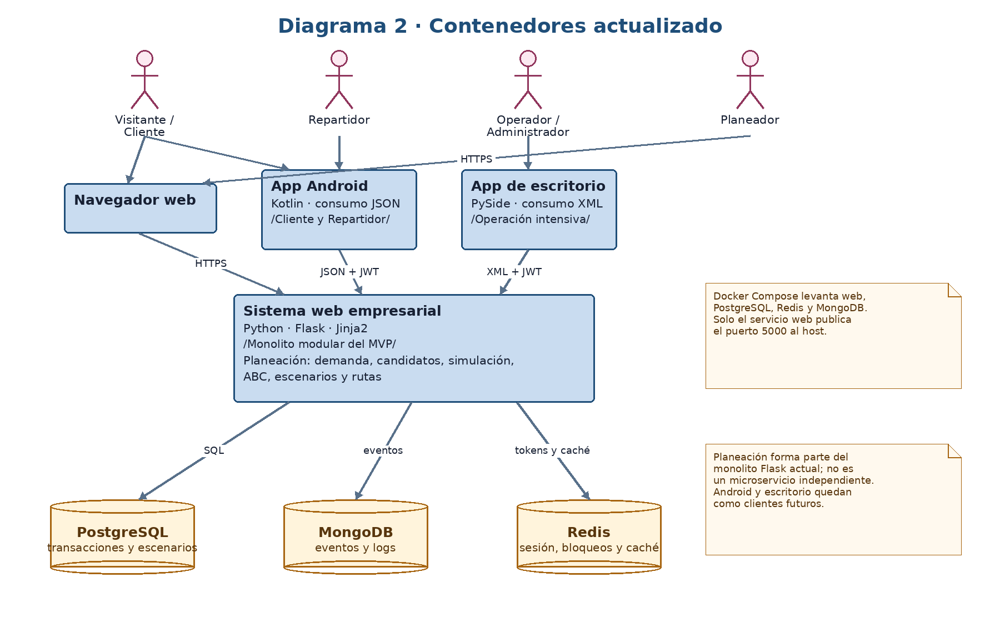 Diagrama 2 · Contenedores actualizado
Visitante /
Cliente
Repartidor
Operador /
Administrador
Planeador
HTTPS
Navegador web
App Android
Kotlin · consumo JSON
/Cliente y Repartidor/
App de escritorio
PySide · consumo XML
/Operación intensiva/
HTTPS
JSON + JWT
XML + JWT
Sistema web empresarial
Python · Flask · Jinja2
/Monolito modular del MVP/
Planeación: demanda, candidatos, simulación,
ABC, escenarios y rutas
Docker Compose levanta web,
PostgreSQL, Redis y MongoDB.
Solo el servicio web publica
el puerto 5000 al host.
SQL
eventos
tokens y caché
Planeación forma parte del
monolito Flask actual; no es
un microservicio independiente.
Android y escritorio quedan
como clientes futuros.
PostgreSQL
transacciones y escenarios
MongoDB
eventos y logs
Redis
sesión, bloqueos y caché